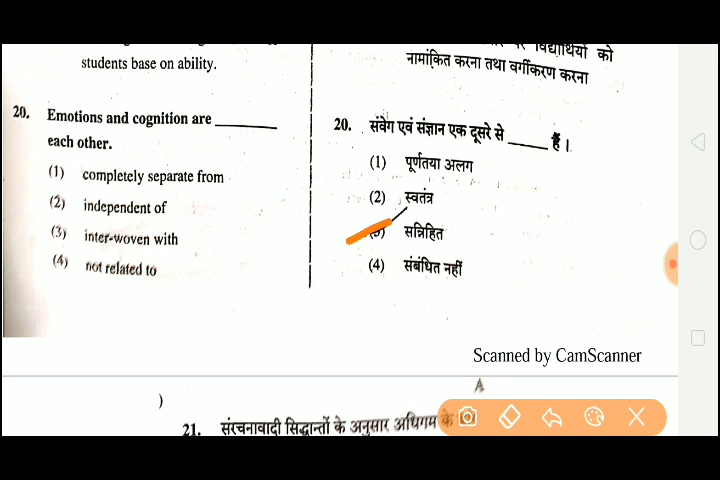 students base on ability.
20. Emotions and cognition are ________
each other.
(1) completely separate from
(2) independent of
(3) inter-woven with
(4) not related to
विद्यार्थियों को
नामांकित करना तथा वर्गीकरण करना
20. संवेग एवं संज्ञान एक दूसरे से ______ हैं।
(1) पूर्णतया अलग
(2) स्वतंत्र
(3) सन्निहित
(4) संबंधित नहीं
Scanned by CamScanner
)
A
21. संरचनावादी सिद्धान्तों के अनुसार अधिगम के